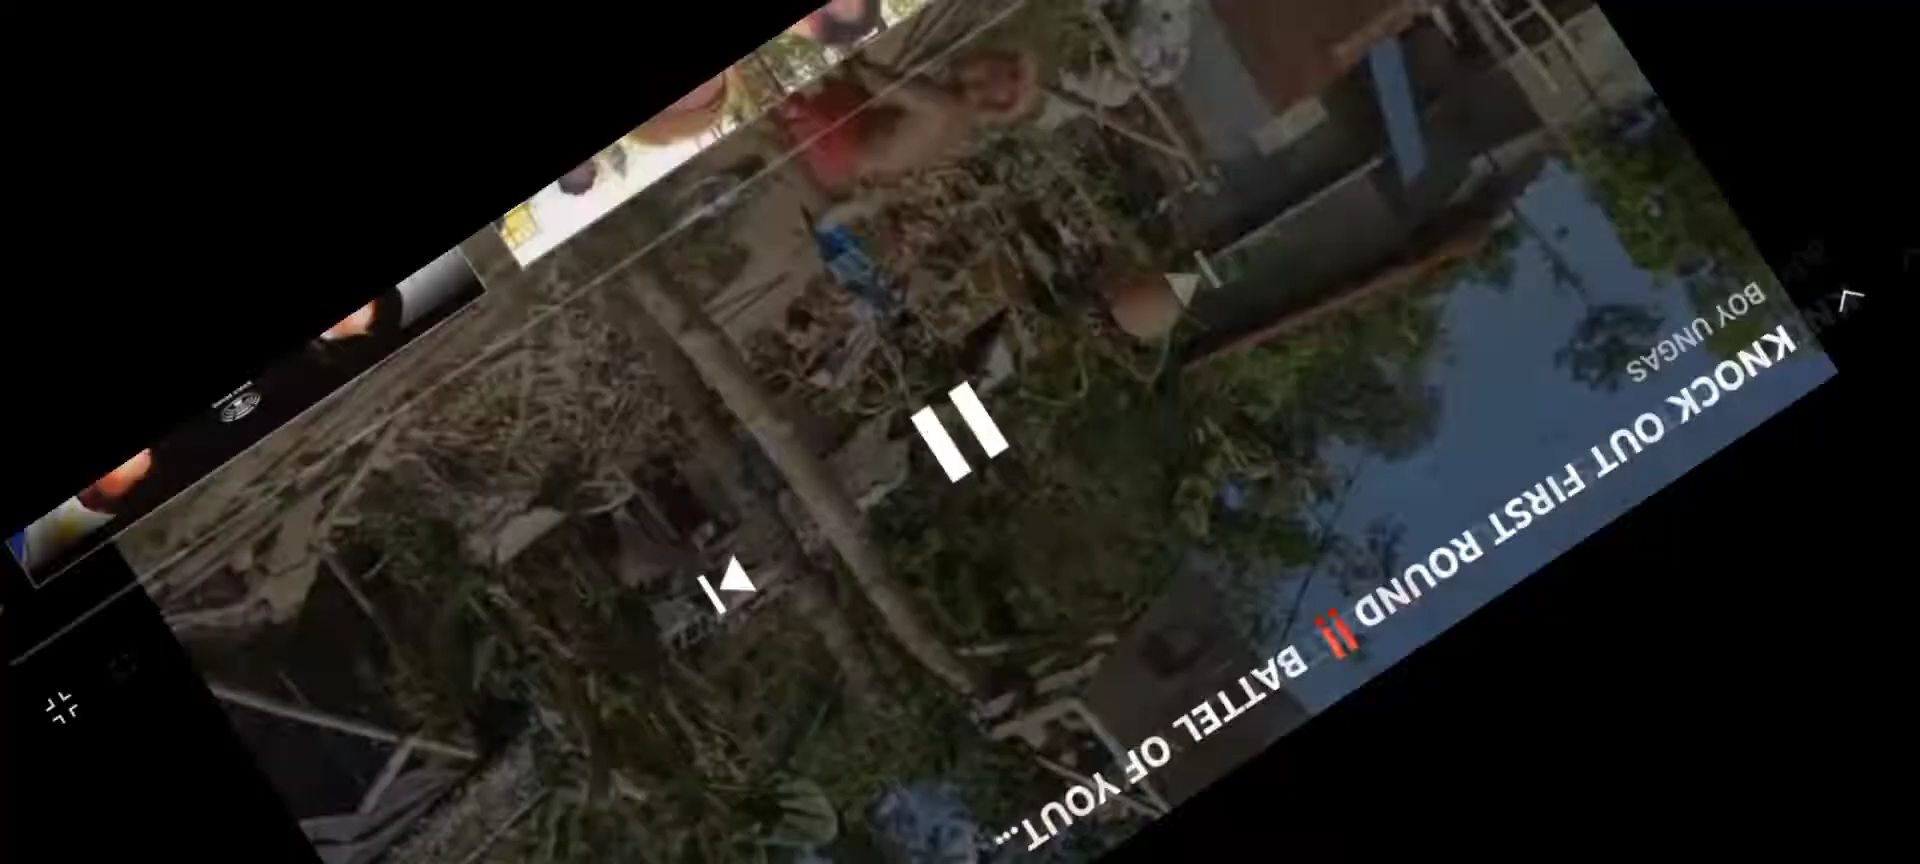 KNOCK OUT FIRST ROUND‼️ BATTEL OF YOUT...
BOY UNGAS